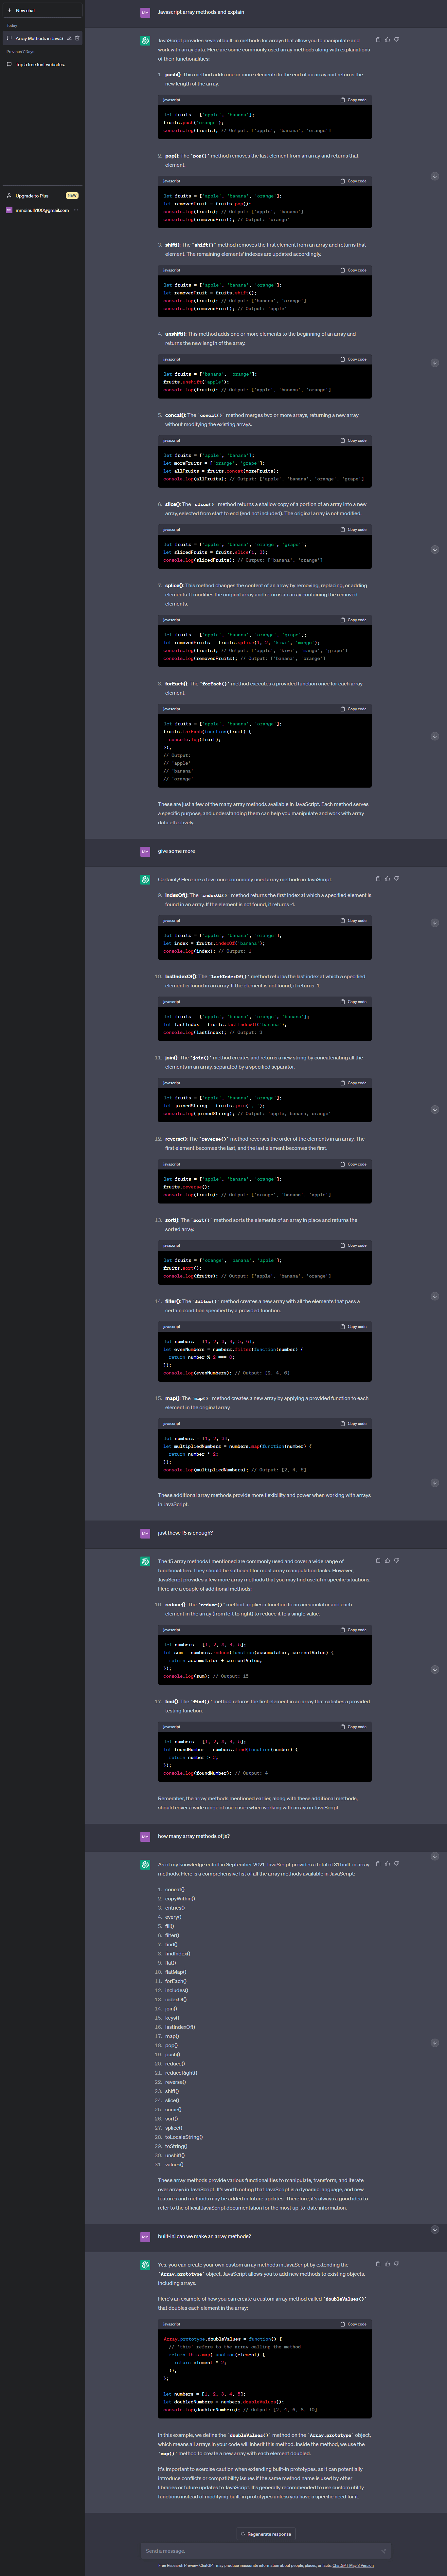 New chat
Today
Array Methods in JavaS
Previous 7 Days
Top 5 free font websites.
Upgrade to Plus
NEW
Javascript array methods and explain
JavaScript provides several built-in methods for arrays that allow you to manipulate and
work with array data. Here are some commonly used array methods along with explanations
of their functionalities:
1. push(): This method adds one or more elements to the end of an array and returns the
new length of the array.
javascript
Copy code
let fruits = ['apple', 'banana'];
fruits.push('orange');
console.log(fruits); // Output: ['apple', 'banana', 'orange']
2. pop(): The `pop()` method removes the last element from an array and returns that
element.
javascript
Copy code
let fruits = ['apple', 'banana', 'orange'];
let removedFruit = fruits.pop();
console.log(fruits); // Output: ['apple', 'banana']
console.log(removedFruit); // Output: 'orange'
3. shift(): The `shift()` method removes the first element from an array and returns that
element. The remaining elements' indexes are updated accordingly.
javascript
Copy code
let fruits = ['apple', 'banana', 'orange'];
let removedFruit = fruits.shift();
console.log(fruits); // Output: ['banana', 'orange']
console.log(removedFruit); // Output: 'apple'
4. unshift(): This method adds one or more elements to the beginning of an array and
returns the new length of the array.
javascript
Copy code
let fruits = ['banana', 'orange'];
fruits.unshift('apple');
console.log(fruits); // Output: ['apple', 'banana', 'orange']
5. concat(): The `concat()` method merges two or more arrays, returning a new array
without modifying the existing arrays.
javascript
Copy code
let fruits = ['apple', 'banana'];
let moreFruits = ['orange', 'grape'];
let allFruits = fruits.concat(moreFruits);
console.log(allFruits); // Output: ['apple', 'banana', 'orange', 'grape']
6. slice(): The `slice()` method returns a shallow copy of a portion of an array into a new
array, selected from start to end (end not included). The original array is not modified.
javascript
Copy code
let fruits = ['apple', 'banana', 'orange', 'grape'];
let slicedFruits = fruits.slice(1, 3);
console.log(slicedFruits); // Output: ['banana', 'orange']
7. splice(): This method changes the content of an array by removing, replacing, or adding
elements. It modifies the original array and returns an array containing the removed
elements.
javascript
Copy code
let fruits = ['apple', 'banana', 'orange', 'grape'];
let removedFruits = fruits.splice(1, 2, 'kiwi', 'mango');
console.log(fruits); // Output: ['apple', 'kiwi', 'mango', 'grape']
console.log(removedFruits); // Output: ['banana', 'orange']
8. forEach(): The `forEach()` method executes a provided function once for each array
element.
javascript
Copy code
let fruits = ['apple', 'banana', 'orange'];
fruits.forEach(function(fruit) {
console.log(fruit);
});
// Output:
// 'apple'
// 'banana'
// 'orange'
These are just a few of the many array methods available in JavaScript. Each method serves
a specific purpose, and understanding them can help you manipulate and work with array
data effectively.
give some more
Certainly! Here are a few more commonly used array methods in JavaScript:
9. indexOf(): The `indexOf()` method returns the first index at which a specified element is
found in an array. If the element is not found, it returns -1.
javascript
Copy code
let fruits = ['apple', 'banana', 'orange'];
let index = fruits.indexOf('banana');
console.log(index); // Output: 1
10. lastIndexOf(): The `lastIndexOf()` method returns the last index at which a specified
element is found in an array. If the element is not found, it returns -1.
javascript
Copy code
let fruits = ['apple', 'banana', 'orange', 'banana'];
let lastIndex = fruits.lastIndexOf('banana');
console.log(lastIndex); // Output: 3
11. join(): The `join()` method creates and returns a new string by concatenating all the
elements in an array, separated by a specified separator.
javascript
Copy code
let fruits = ['apple', 'banana', 'orange'];
let joinedString = fruits.join(', ');
console.log(joinedString); // Output: 'apple, banana, orange'
12. reverse(): The `reverse()` method reverses the order of the elements in an array. The
first element becomes the last, and the last element becomes the first.
javascript
Copy code
let fruits = ['apple', 'banana', 'orange'];
fruits.reverse();
console.log(fruits); // Output: ['orange', 'banana', 'apple']
13. sort(): The `sort()` method sorts the elements of an array in place and returns the
sorted array.
javascript
Copy code
let fruits = ['orange', 'banana', 'apple'];
fruits.sort();
console.log(fruits); // Output: ['apple', 'banana', 'orange']
14. filter(): The `filter()` method creates a new array with all the elements that pass a
certain condition specified by a provided function.
javascript
Copy code
let numbers = [1, 2, 3, 4, 5, 6];
let evenNumbers = numbers.filter(function(number) {
return number % 2 === 0;
});
console.log(evenNumbers); // Output: [2, 4, 6]
15. map(): The `map()` method creates a new array by applying a provided function to each
element in the original array.
javascript
Copy code
let numbers = [1, 2, 3];
let multipliedNumbers = numbers.map(function(number) {
return number * 2;
});
console.log(multipliedNumbers); // Output: [2, 4, 6]
These additional array methods provide more flexibility and power when working with arrays
in JavaScript.
just these 15 is enough?
The 15 array methods I mentioned are commonly used and cover a wide range of
functionalities. They should be sufficient for most array manipulation tasks. However,
JavaScript provides a few more array methods that you may find useful in specific situations.
Here are a couple of additional methods:
16. reduce(): The `reduce()` method applies a function to an accumulator and each
element in the array (from left to right) to reduce it to a single value.
javascript
Copy code
let numbers = [1, 2, 3, 4, 5];
let sum = numbers.reduce(function(accumulator, currentValue) {
return accumulator + currentValue;
});
console.log(sum); // Output: 15
17. find(): The `find()` method returns the first element in an array that satisfies a provided
testing function.
javascript
Copy code
let numbers = [1, 2, 3, 4, 5];
let foundNumber = numbers.find(function(number) {
return number > 3;
});
console.log(foundNumber); // Output: 4
Remember, the array methods mentioned earlier, along with these additional methods,
should cover a wide range of use cases when working with arrays in JavaScript.
how many array methods of js?
As of my knowledge cutoff in September 2021, JavaScript provides a total of 31 built-in array
methods. Here is a comprehensive list of all the array methods available in JavaScript:
1. concat()
2. copyWithin()
3. entries()
4. every()
5. fill()
6. filter()
7. find()
8. findIndex()
9. flat()
10. flatMap()
11. forEach()
12. includes()
13. indexOf()
14. join()
15. keys()
16. lastIndexOf()
17. map()
18. pop()
19. push()
20. reduce()
21. reduceRight()
22. reverse()
23. shift()
24. slice()
25. some()
26. sort()
27. splice()
28. toLocaleString()
29. toString()
30. unshift()
31. values()
These array methods provide various functionalities to manipulate, transform, and iterate
over arrays in JavaScript. It's worth noting that JavaScript is a dynamic language, and new
features and methods may be added in future updates. Therefore, it's always a good idea to
refer to the official JavaScript documentation for the most up-to-date information.
built-in! can we make an array methods?
Yes, you can create your own custom array methods in JavaScript by extending the
`Array.prototype` object. JavaScript allows you to add new methods to existing objects,
including arrays.
Here's an example of how you can create a custom array method called `doubleValues()`
that doubles each element in the array:
javascript
Copy code
Array.prototype.doubleValues = function() {
// 'this' refers to the array calling the method
return this.map(function(element) {
return element * 2;
});
};
let numbers = [1, 2, 3, 4, 5];
let doubledNumbers = numbers.doubleValues();
console.log(doubledNumbers); // Output: [2, 4, 6, 8, 10]
In this example, we define the `doubleValues()` method on the `Array.prototype` object,
which means all arrays in your code will inherit this method. Inside the method, we use the
`map()` method to create a new array with each element doubled.
It's important to exercise caution when extending built-in prototypes, as it can potentially
introduce conflicts or compatibility issues if the same method name is used by other
libraries or future updates to JavaScript. It's generally recommended to use custom utility
functions instead of modifying built-in prototypes unless you have a specific need for it.
Regenerate response
Send a message.
Free Research Preview. ChatGPT may produce inaccurate information about people, places, or facts. ChatGPT May 3 Version